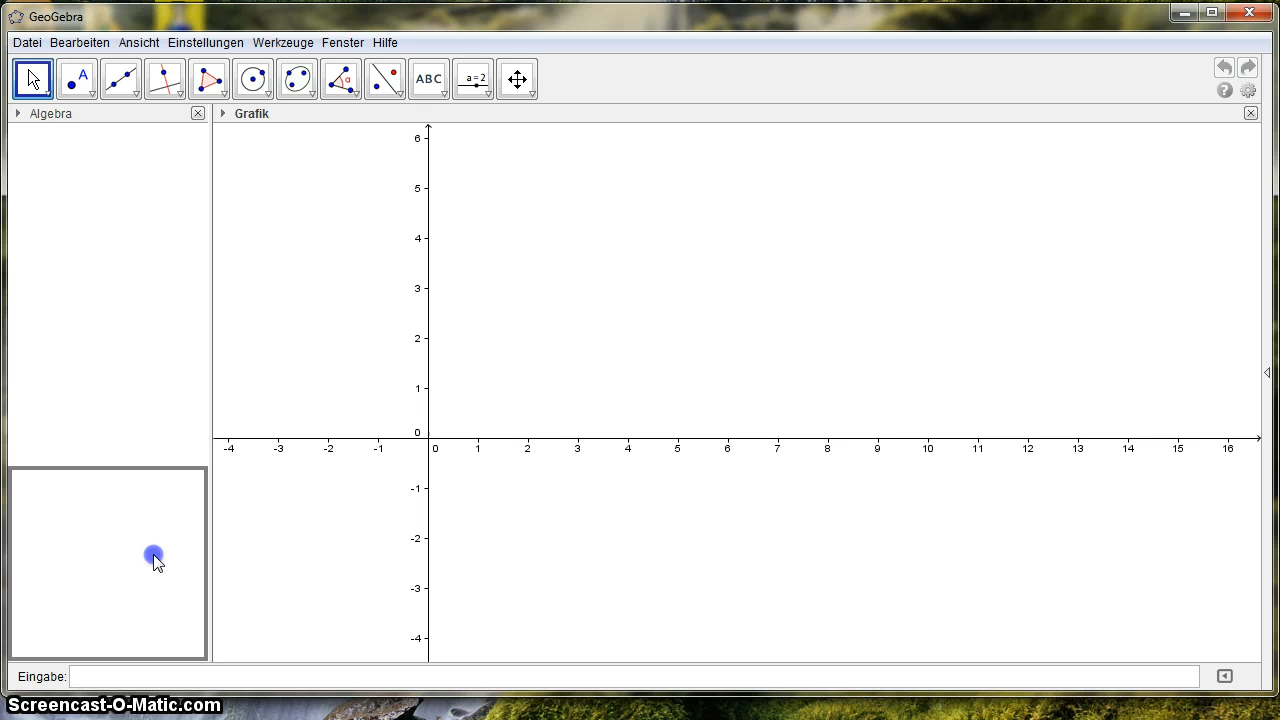 GeoGebra
Datei Bearbeiten Ansicht Einstellungen Werkzeuge Fenster Hilfe
A α ABC a=2
Algebra
Grafik
6
5
4
3
2
1
0
-4 -3 -2 -1 0 1 2 3 4 5 6 7 8 9 10 11 12 13 14 15 16
-1
-2
-3
-4
Eingabe:
Screencast-O-Matic.com